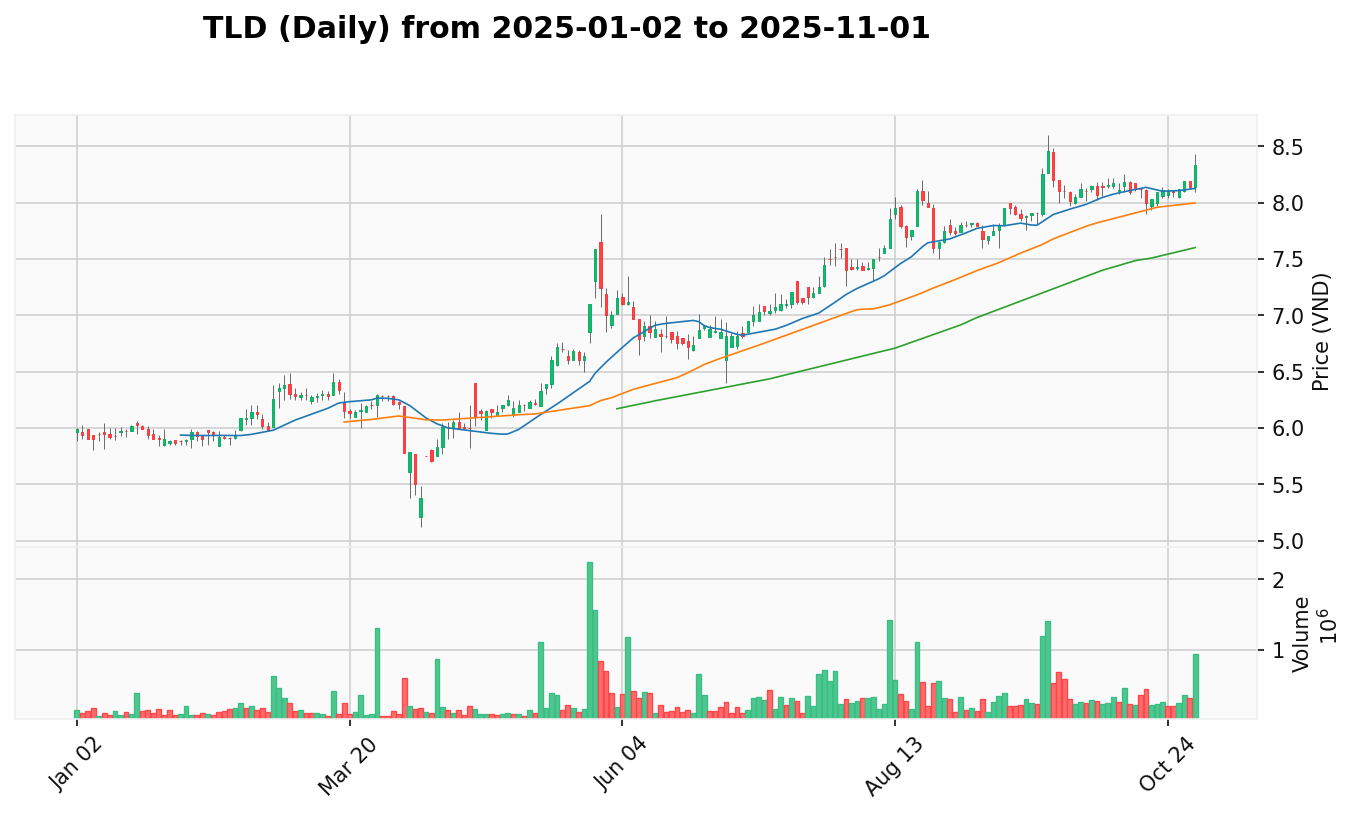 TLD (Daily) from 2025-01-02 to 2025-11-01
8.5
8.0
7.5
7.0
6.5
6.0
5.5
5.0
Price (VND)
2
1
Volume
10⁶
Jan 02
Mar 20
Jun 04
Aug 13
Oct 24